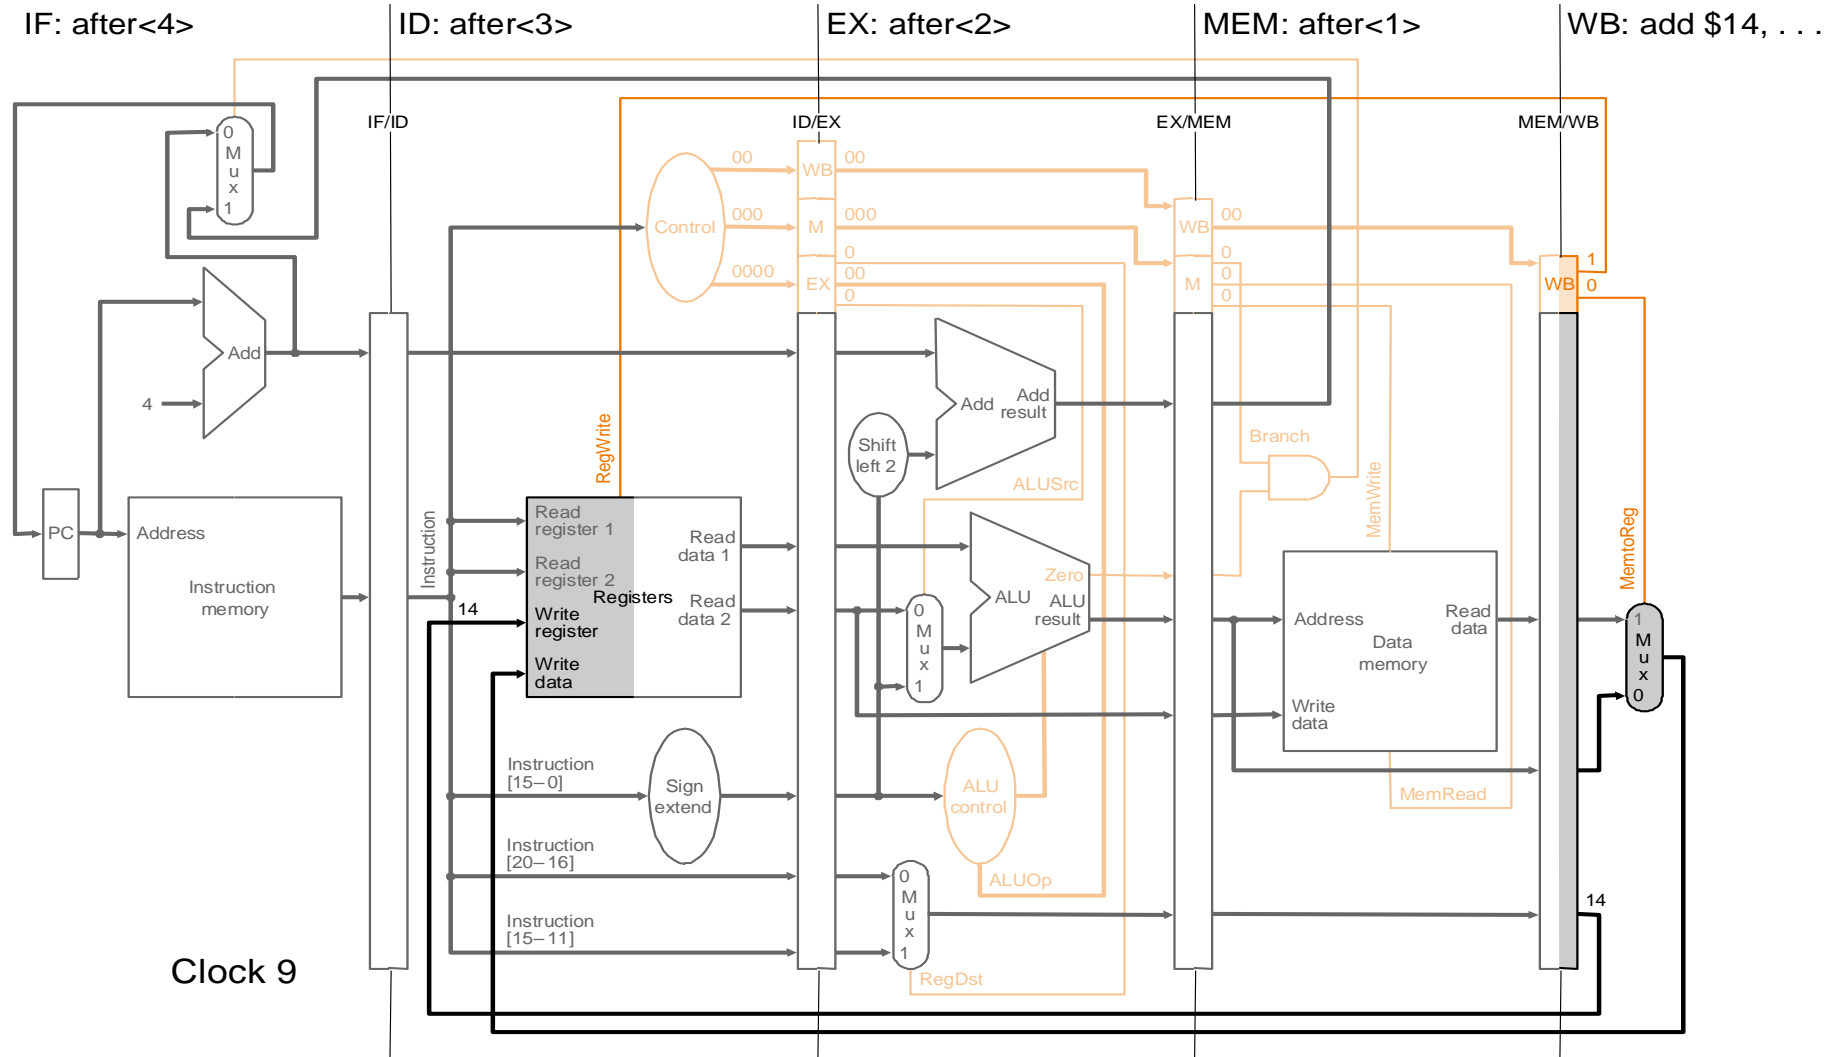 IF: after<4>
ID: after<3>
EX: after<2>
MEM: after<1>
WB: add $14, . . .
IF/ID
ID/EX
EX/MEM
MEM/WB
0
M
u
x
1
Control
00
000
0000
WB
M
EX
00
000
0
00
0
WB
M
00
0
0
0
WB
1
0
Add
4
Add
Add
result
Shift
left 2
ALUSrc
Branch
MemWrite
MemtoReg
RegWrite
PC
Address
Instruction
memory
Instruction
Read
register 1
Read
register 2
Registers
14
Write
register
Write
data
Read
data 1
Read
data 2
0
M
u
x
1
Zero
ALU
ALU
result
Address
Data
memory
Read
data
Write
data
1
M
u
x
0
Instruction
[15–0]
Sign
extend
ALU
control
MemRead
Instruction
[20–16]
ALUOp
0
M
u
x
1
14
Instruction
[15–11]
RegDst
Clock 9